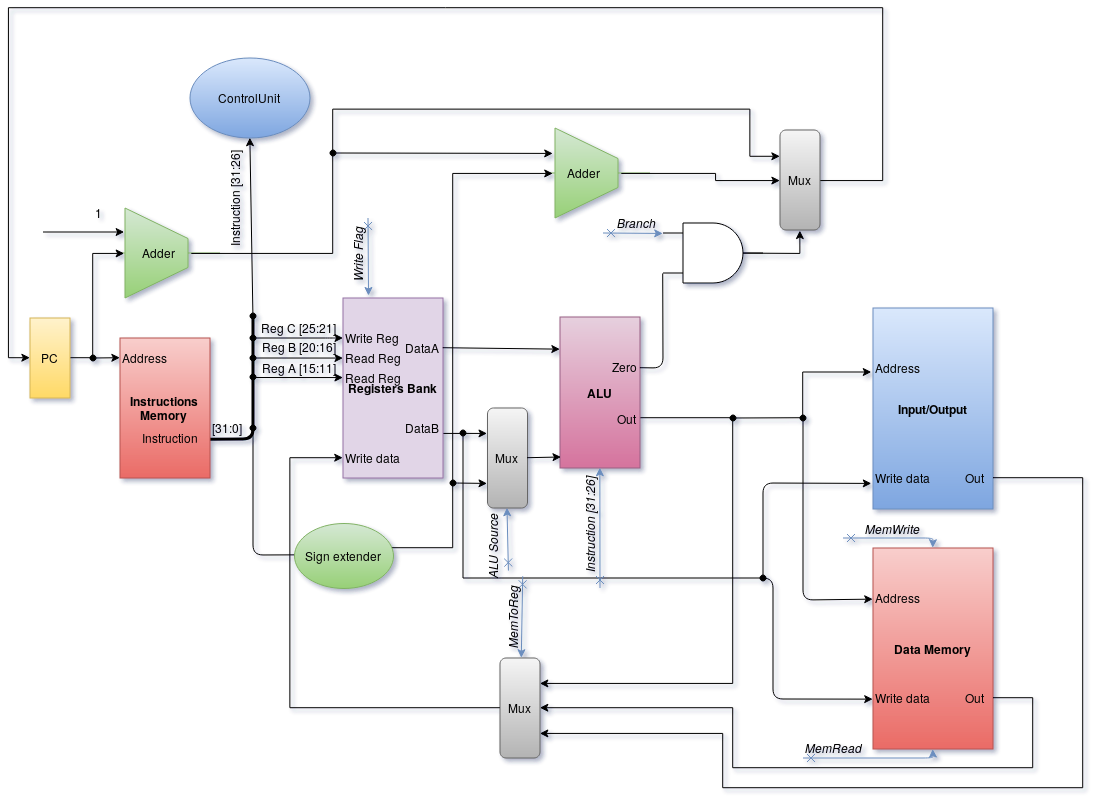 ControlUnit
Instruction [31:26]
1
Adder
Adder
Mux
Branch
Write Flag
PC
Address
Instructions
Memory
Instruction
[31:0]
Reg C [25:21]
Reg B [20:16]
Reg A [15:11]
Write Reg
Read Reg
Read Reg
Registers Bank
DataA
DataB
Write data
Zero
ALU
Out
Mux
ALU Source
Instruction [31:26]
Sign extender
MemToReg
Mux
Address
Input/Output
Write data
Out
MemWrite
Address
Data Memory
Write data
Out
MemRead